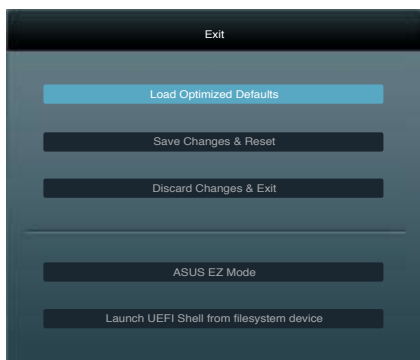 Exit
Load Optimized Defaults
Save Changes & Reset
Discard Changes & Exit
ASUS EZ Mode
Launch UEFI Shell from filesystem device